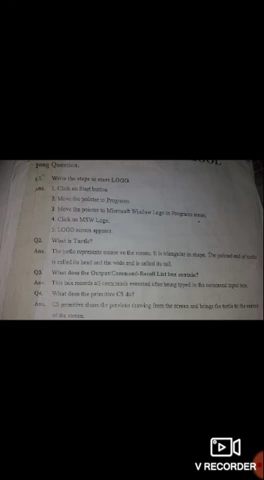 OOL
Long Question.
Q1. Write the steps to start LOGO.
Ans. 1. Click on Start button
2. Move the pointer to Programs
3. Move the pointer to Microsoft Window Logo in Programs menu.
4. Click on MSW Logo.
5. LOGO screen appears.
Q2. What is Turtle?
Ans. The turtle represents cursor on the screen. It is triangular in shape. The pointed end of turtle
is called its head and the wide end is called its tail.
Q3. What does the Output/Command Recall List box contain?
Ans. This box records all commands executed after being typed in the command input box.
Q4. What does the primitive CS do?
Ans. CS primitive clears the previous drawing from the screen and brings the turtle to the centre
of the screen.
V RECORDER